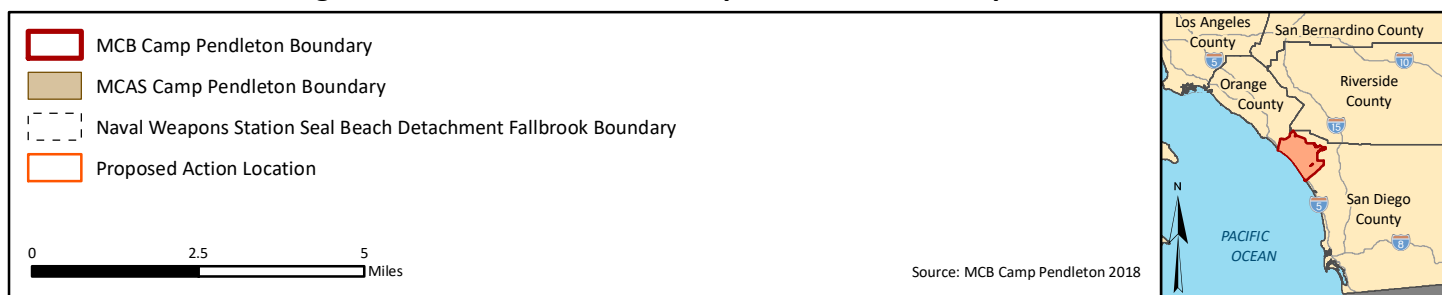 MCB Camp Pendleton Boundary
MCAS Camp Pendleton Boundary
Naval Weapons Station Seal Beach Detachment Fallbrook Boundary
Proposed Action Location
0 2.5 5
Miles
Source: MCB Camp Pendleton 2018
Los Angeles
County
San Bernardino County
5
10
Orange
County
Riverside
County
15
N
5
San Diego
County
8
PACIFIC
OCEAN